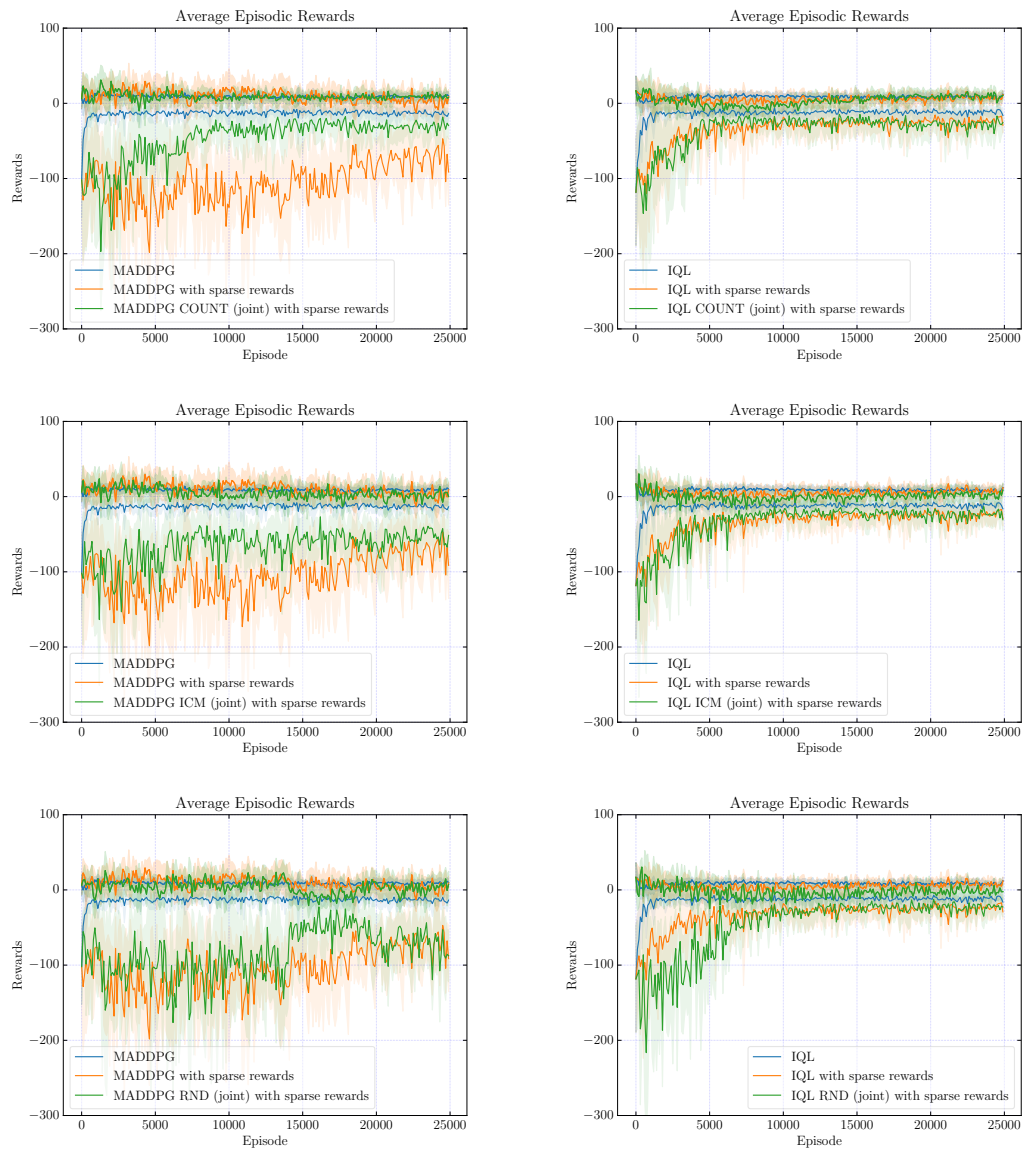 Average Episodic Rewards
100
0
−100
−200
−300
Rewards
MADDPG
MADDPG with sparse rewards
MADDPG COUNT (joint) with sparse rewards
0 5000 10000 15000 20000 25000
Episode
Average Episodic Rewards
100
0
−100
−200
−300
Rewards
IQL
IQL with sparse rewards
IQL COUNT (joint) with sparse rewards
0 5000 10000 15000 20000 25000
Episode
Average Episodic Rewards
100
0
−100
−200
−300
Rewards
MADDPG
MADDPG with sparse rewards
MADDPG ICM (joint) with sparse rewards
0 5000 10000 15000 20000 25000
Episode
Average Episodic Rewards
100
0
−100
−200
−300
Rewards
IQL
IQL with sparse rewards
IQL ICM (joint) with sparse rewards
0 5000 10000 15000 20000 25000
Episode
Average Episodic Rewards
100
0
−100
−200
−300
Rewards
MADDPG
MADDPG with sparse rewards
MADDPG RND (joint) with sparse rewards
0 5000 10000 15000 20000 25000
Episode
Average Episodic Rewards
100
0
−100
−200
−300
Rewards
IQL
IQL with sparse rewards
IQL RND (joint) with sparse rewards
0 5000 10000 15000 20000 25000
Episode